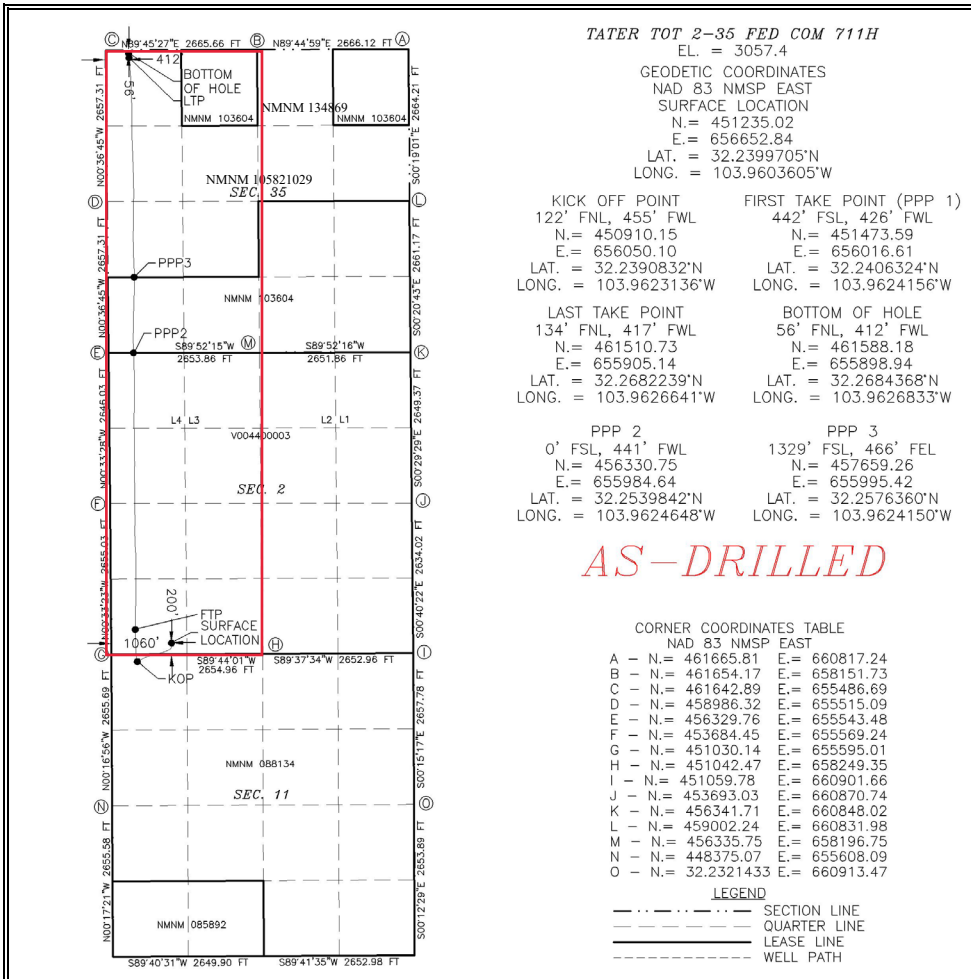 TATER TOT 2-35 FED COM 711H
EL. = 3057.4
GEODETIC COORDINATES
NAD 83 NMSP EAST
SURFACE LOCATION
N.= 451235.02
E.= 656652.84
LAT. = 32.2399705°N
LONG. = 103.9603605°W
KICK OFF POINT
122' FNL, 455' FWL
N.= 450910.15
E.= 656050.10
LAT. = 32.2390832°N
LONG. = 103.9623136°W
FIRST TAKE POINT (PPP 1)
442' FSL, 426' FWL
N.= 451473.59
E.= 656016.61
LAT. = 32.2406324°N
LONG. = 103.9624156°W
LAST TAKE POINT
134' FNL, 417' FWL
N.= 461510.73
E.= 655905.14
LAT. = 32.2682239°N
LONG. = 103.9626641°W
BOTTOM OF HOLE
56' FNL, 412' FWL
N.= 461588.18
E.= 655898.94
LAT. = 32.2684368°N
LONG. = 103.9626833°W
PPP 2
0' FSL, 441' FWL
N.= 456330.75
E.= 655984.64
LAT. = 32.2539842°N
LONG. = 103.9624648°W
PPP 3
1329' FSL, 466' FEL
N.= 457659.26
E.= 655995.42
LAT. = 32.2576360°N
LONG. = 103.9624150°W
AS-DRILLED
CORNER COORDINATES TABLE
NAD 83 NMSP EAST
A - N.= 461665.81 E.= 660817.24
B - N.= 461654.17 E.= 658151.73
C - N.= 461642.89 E.= 655486.69
D - N.= 458986.32 E.= 655515.09
E - N.= 456329.76 E.= 655543.48
F - N.= 453684.45 E.= 655569.24
G - N.= 451030.14 E.= 655595.01
H - N.= 451042.47 E.= 658249.35
I - N.= 451059.78 E.= 660901.66
J - N.= 453693.03 E.= 660870.74
K - N.= 456341.71 E.= 660848.02
L - N.= 459002.24 E.= 660831.98
M - N.= 456335.75 E.= 658196.75
N - N.= 448375.07 E.= 655608.09
O - N.= 32.2321433 E.= 660913.47
LEGEND
SECTION LINE
QUARTER LINE
LEASE LINE
WELL PATH
C
N89°45'27"E 2665.66 FT
B
N89°44'59"E 2666.12 FT
A
412'
56'
BOTTOM
OF HOLE
LTP
NMNM 134869
NMNM 103604
NMNM 103604
N00°36'45"W 2657.31 FT
S00°19'01"E 2664.21 FT
NMNM 105821029
SEC. 35
D
L
N00°36'45"W 2657.31 FT
S00°20'43"E 2661.17 FT
PPP3
NMNM 103604
PPP2
E
S89°52'15"W
2653.86 FT
M
S89°52'16"W
2651.86 FT
K
N00°33'28"W 2646.03 FT
S00°29'29"E 2649.37 FT
L4 L3
L2 L1
V004400003
SEC. 2
F
J
N00°33'23"W 2655.03 FT
S00°40'22"E 2634.02 FT
200'
FTP
SURFACE
LOCATION
1060'
G
KOP
S89°44'01"W
2654.96 FT
H
S89°37'34"W 2652.96 FT
I
N00°16'56"W 2655.69 FT
S00°15'17"E 2657.78 FT
NMNM 088134
SEC. 11
N
O
N00°17'21"W 2655.58 FT
S00°12'29"E 2653.89 FT
NMNM 085892
S89°40'31"W 2649.90 FT
S89°41'35"W 2652.98 FT